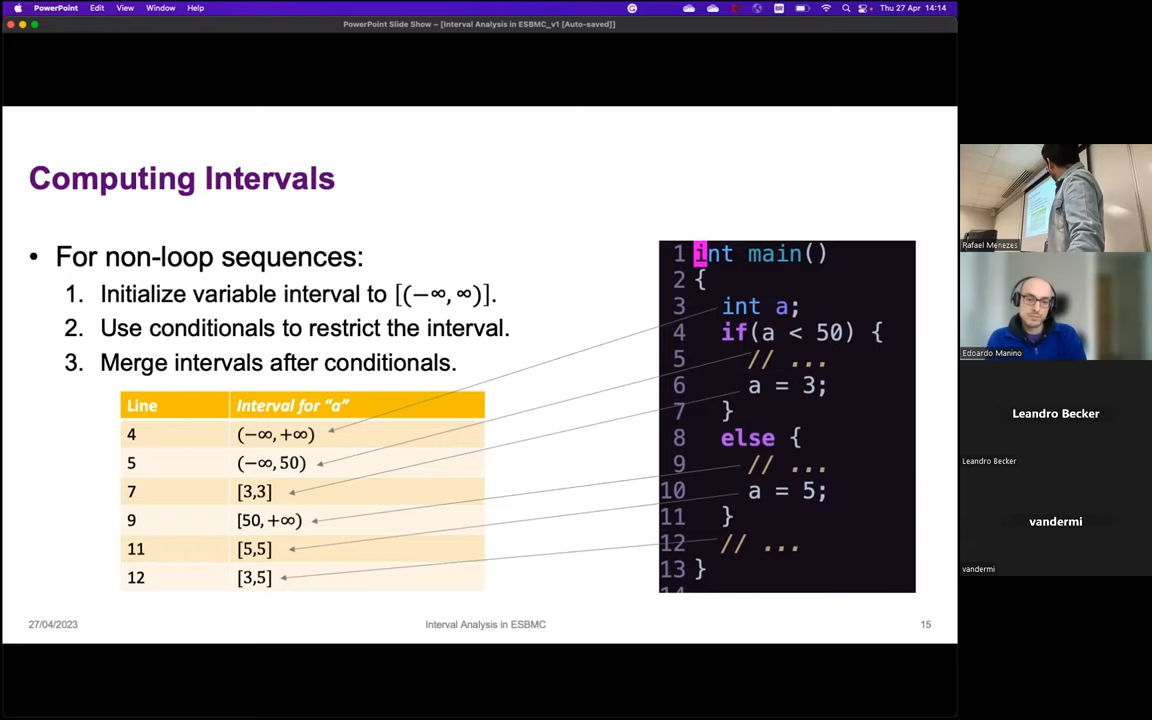 PowerPoint Edit View Window Help
BR Thu 27 Apr 14:14
PowerPoint Slide Show – [Interval Analysis in ESBMC_v1 [Auto-saved]]
Computing Intervals
• For non-loop sequences:
1. Initialize variable interval to [(−∞, ∞)].
2. Use conditionals to restrict the interval.
3. Merge intervals after conditionals.
Line Interval for “a”
4 (−∞, +∞)
5 (−∞, 50)
7 [3,3]
9 [50, +∞)
11 [5,5]
12 [3,5]
1 int main()
2 {
3 int a;
4 if(a < 50) {
5 // ...
6 a = 3;
7 }
8 else {
9 // ...
10 a = 5;
11 }
12 // ...
13 }
14
27/04/2023 Interval Analysis in ESBMC 15
Rafael Menezes
Edoardo Manino
Leandro Becker
Leandro Becker
vandermi
vandermi